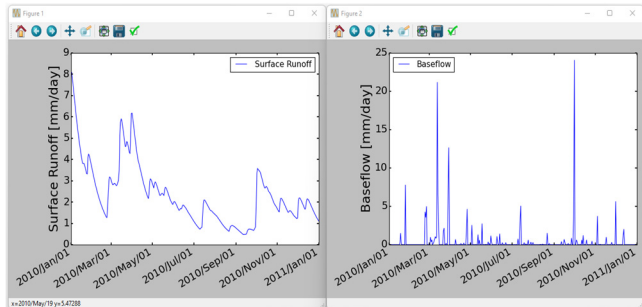 Figure 1
Surface Runoff [mm/day]
9
8
7
6
5
4
3
2
1
0
Surface Runoff
2010/Jan/01
2010/Mar/01
2010/May/01
2010/Jul/01
2010/Sep/01
2010/Nov/01
2011/Jan/01
x=2010/May/19 y=5.47288
Figure 2
Baseflow [mm/day]
25
20
15
10
5
0
Baseflow
2010/Jan/01
2010/Mar/01
2010/May/01
2010/Jul/01
2010/Sep/01
2010/Nov/01
2011/Jan/01